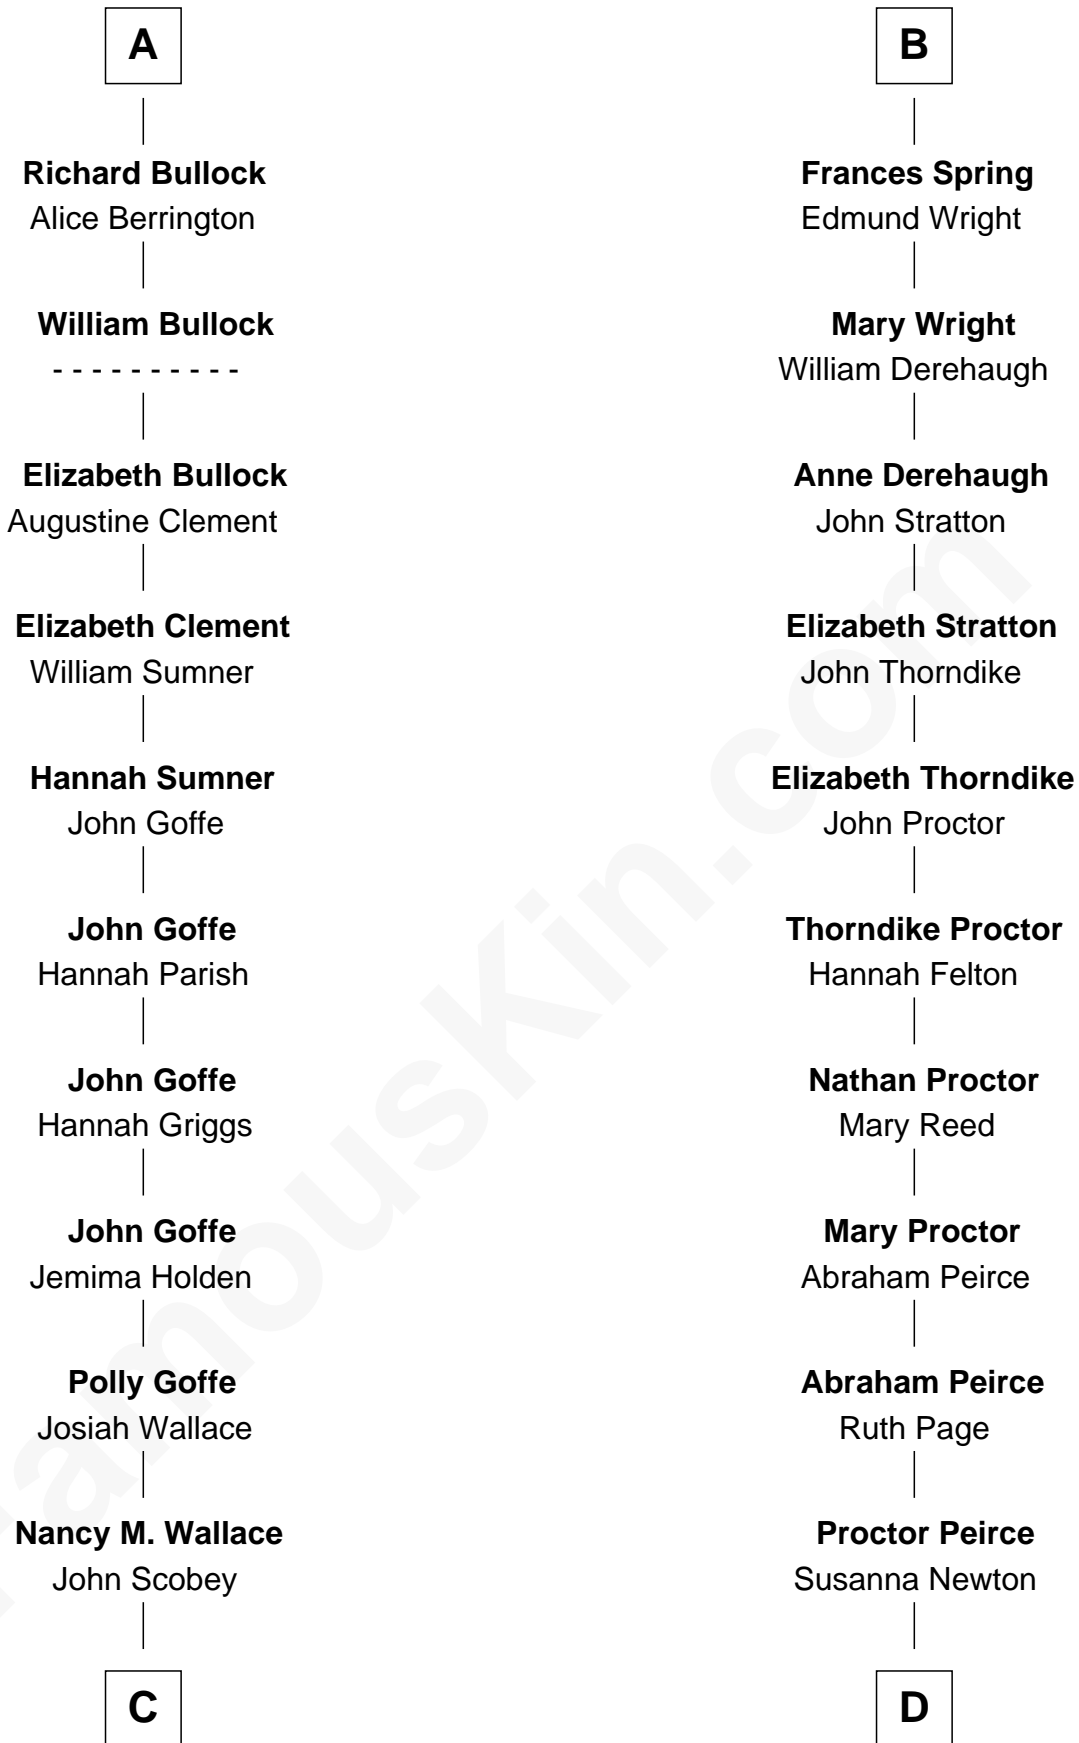 A
Richard Bullock
Alice Berrington
William Bullock
- - - - - - - - - -
Elizabeth Bullock
Augustine Clement
Elizabeth Clement
William Sumner
Hannah Sumner
John Goffe
John Goffe
Hannah Parish
John Goffe
Hannah Griggs
John Goffe
Jemima Holden
Polly Goffe
Josiah Wallace
Nancy M. Wallace
John Scobey
C
B
Frances Spring
Edmund Wright
Mary Wright
William Derehaugh
Anne Derehaugh
John Stratton
Elizabeth Stratton
John Thorndike
Elizabeth Thorndike
John Proctor
Thorndike Proctor
Hannah Felton
Nathan Proctor
Mary Reed
Mary Proctor
Abraham Peirce
Abraham Peirce
Ruth Page
Proctor Peirce
Susanna Newton
D
FamousKin.com